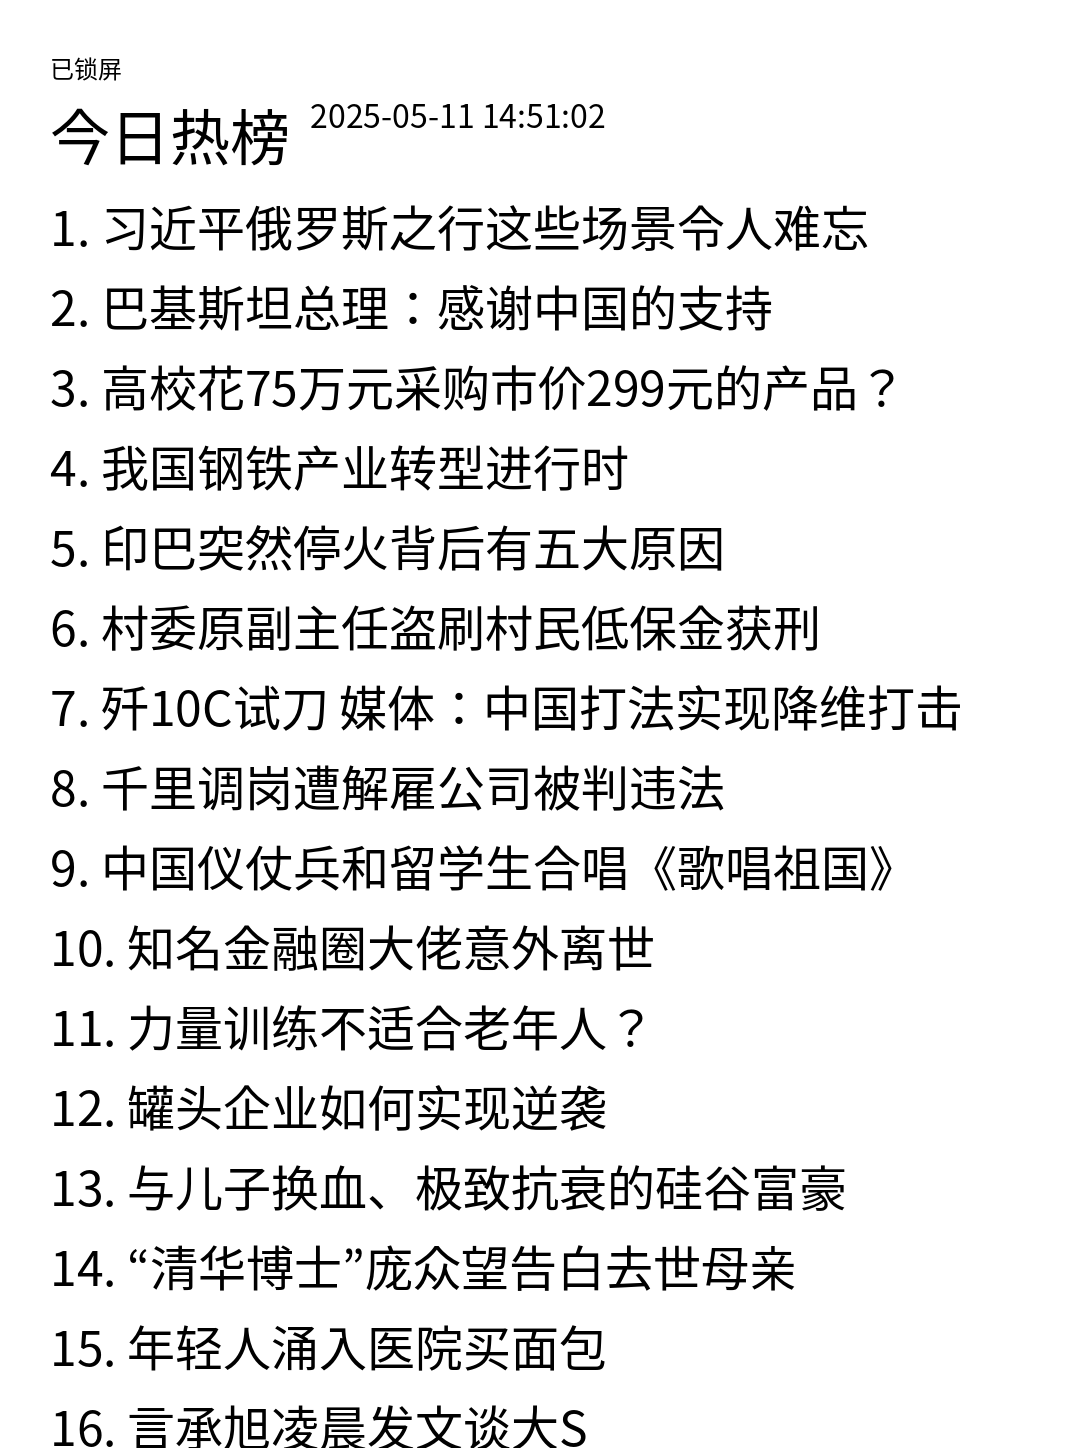 已锁屏
今日热榜 2025-05-11 14:51:02
1. 习近平俄罗斯之行这些场景令人难忘
2. 巴基斯坦总理：感谢中国的支持
3. 高校花75万元采购市价299元的产品？
4. 我国钢铁产业转型进行时
5. 印巴突然停火背后有五大原因
6. 村委原副主任盗刷村民低保金获刑
7. 歼10C试刀 媒体：中国打法实现降维打击
8. 千里调岗遭解雇公司被判违法
9. 中国仪仗兵和留学生合唱《歌唱祖国》
10. 知名金融圈大佬意外离世
11. 力量训练不适合老年人？
12. 罐头企业如何实现逆袭
13. 与儿子换血、极致抗衰的硅谷富豪
14. “清华博士”庞众望告白去世母亲
15. 年轻人涌入医院买面包
16. 言承旭凌晨发文谈大S